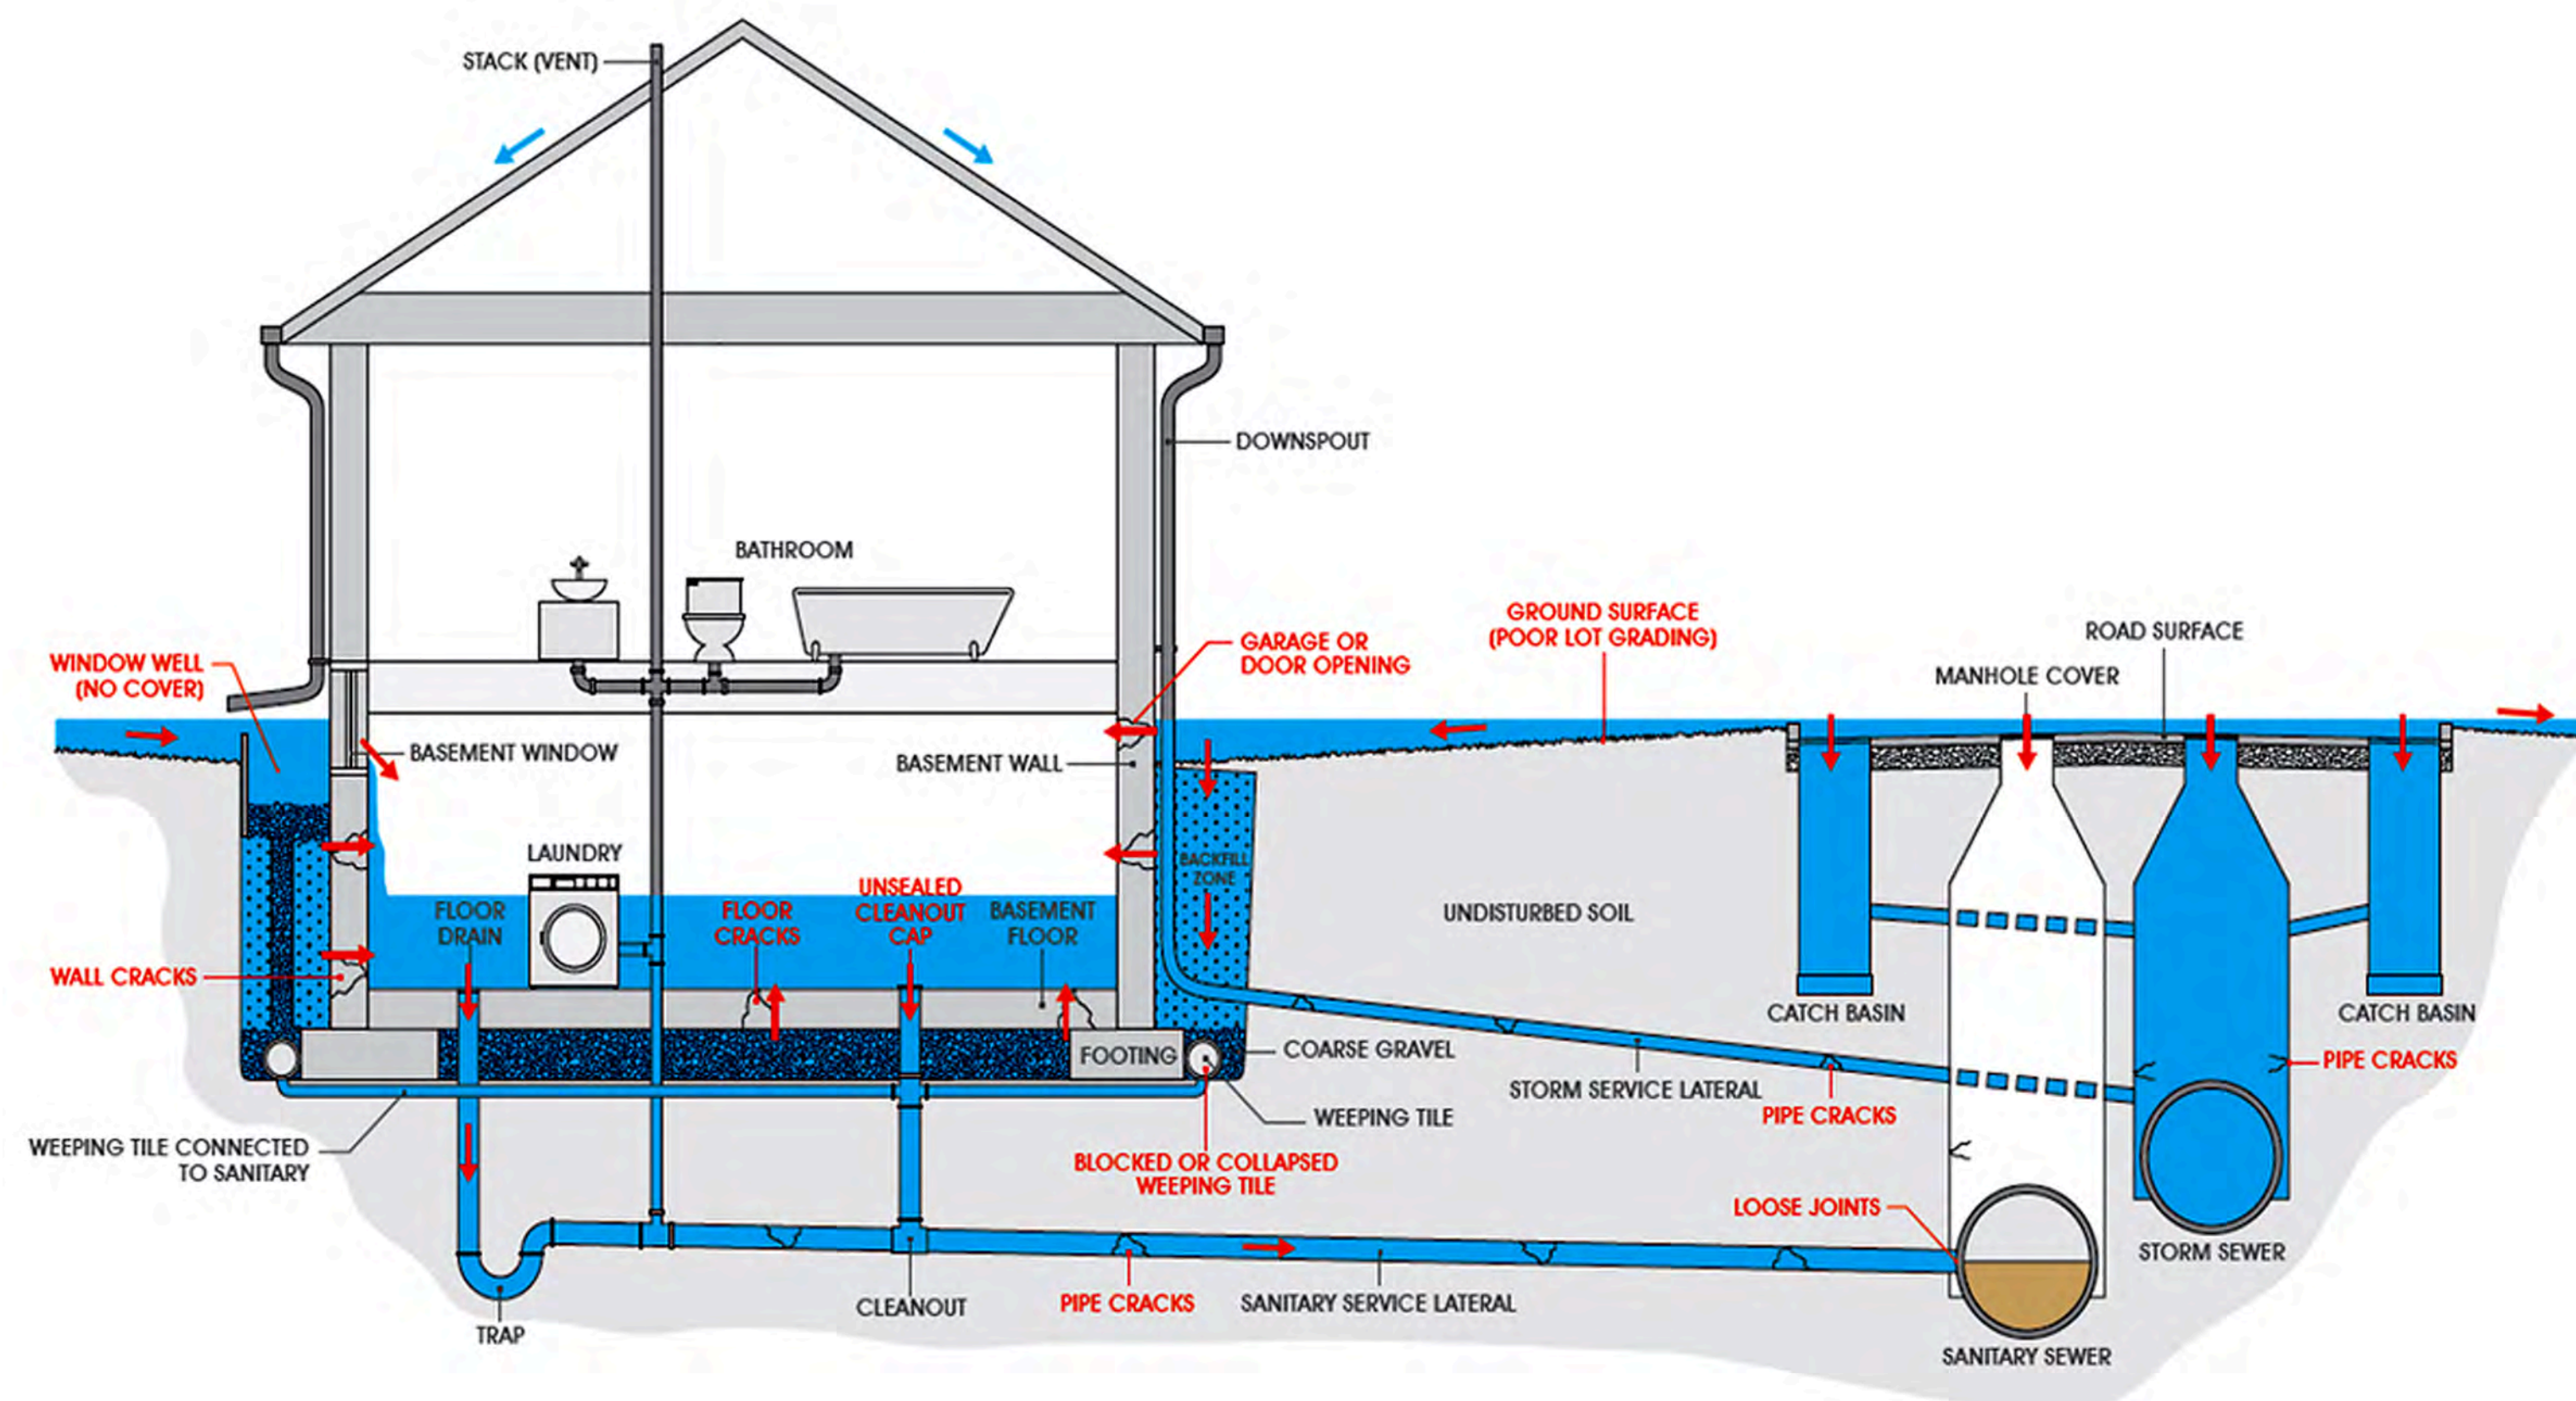 STACK (VENT)
DOWNSPOUT
BATHROOM
GROUND SURFACE
(POOR LOT GRADING)
ROAD SURFACE
GARAGE OR
DOOR OPENING
WINDOW WELL
(NO COVER)
MANHOLE COVER
BASEMENT WINDOW
BASEMENT WALL
LAUNDRY
BACKFILL
ZONE
UNSEALED
CLEANOUT
CAP
FLOOR
DRAIN
FLOOR
CRACKS
BASEMENT
FLOOR
UNDISTURBED SOIL
WALL CRACKS
CATCH BASIN
CATCH BASIN
FOOTING
COARSE GRAVEL
PIPE CRACKS
STORM SERVICE LATERAL
PIPE CRACKS
WEEPING TILE
WEEPING TILE CONNECTED
TO SANITARY
BLOCKED OR COLLAPSED
WEEPING TILE
LOOSE JOINTS
STORM SEWER
CLEANOUT
PIPE CRACKS
SANITARY SERVICE LATERAL
TRAP
SANITARY SEWER